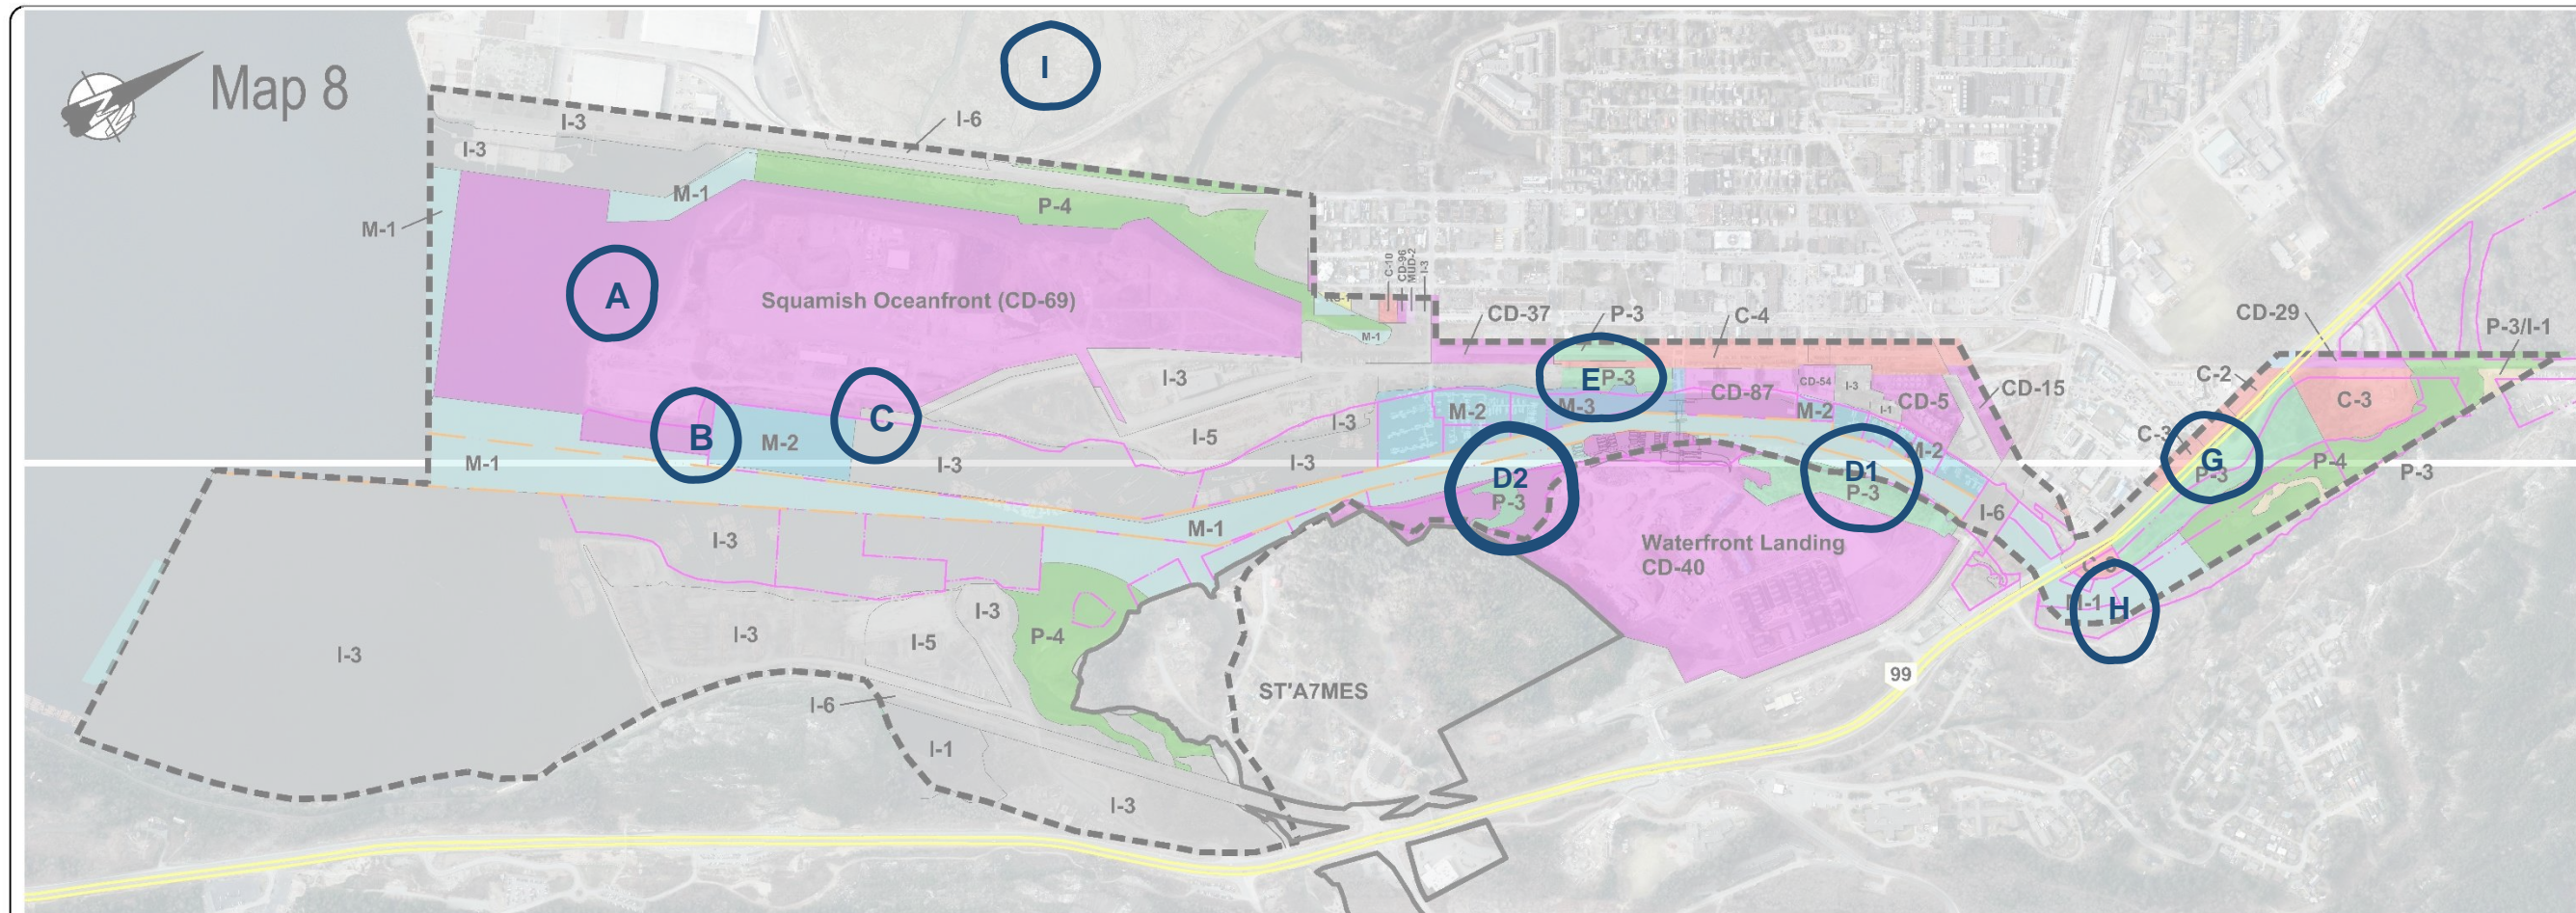 Map 8
I
I-3
I-6
I-3
M-1
M-1
P-4
A
Squamish Oceanfront (CD-69)
C-10
CD-96
MUD-2
I-3
M-1
CD-37
P-3
C-4
CD-29
P-3/I-1
C-2
CD-15
C-3
I-3
E
P-3
CD-87
CD-54
I-3
I-1
CD-5
M-3
M-2
M-2
B
M-2
C
I-5
I-3
M-1
I-3
I-3
M-2
C-3
G
P-3
P-4
P-3
D2
P-3
D1
P-3
I-6
M-1
I-3
Waterfront Landing
CD-40
M-1
H
I-3
I-3
I-5
I-3
P-4
I-6
ST'A7MES
99
I-1
I-3